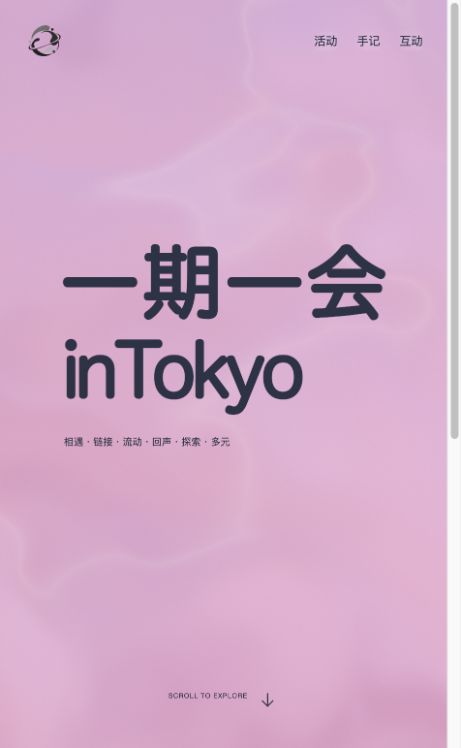 活动 手记 互动
一期一会
inTokyo
相遇 · 链接 · 流动 · 回声 · 探索 · 多元
SCROLL TO EXPLORE